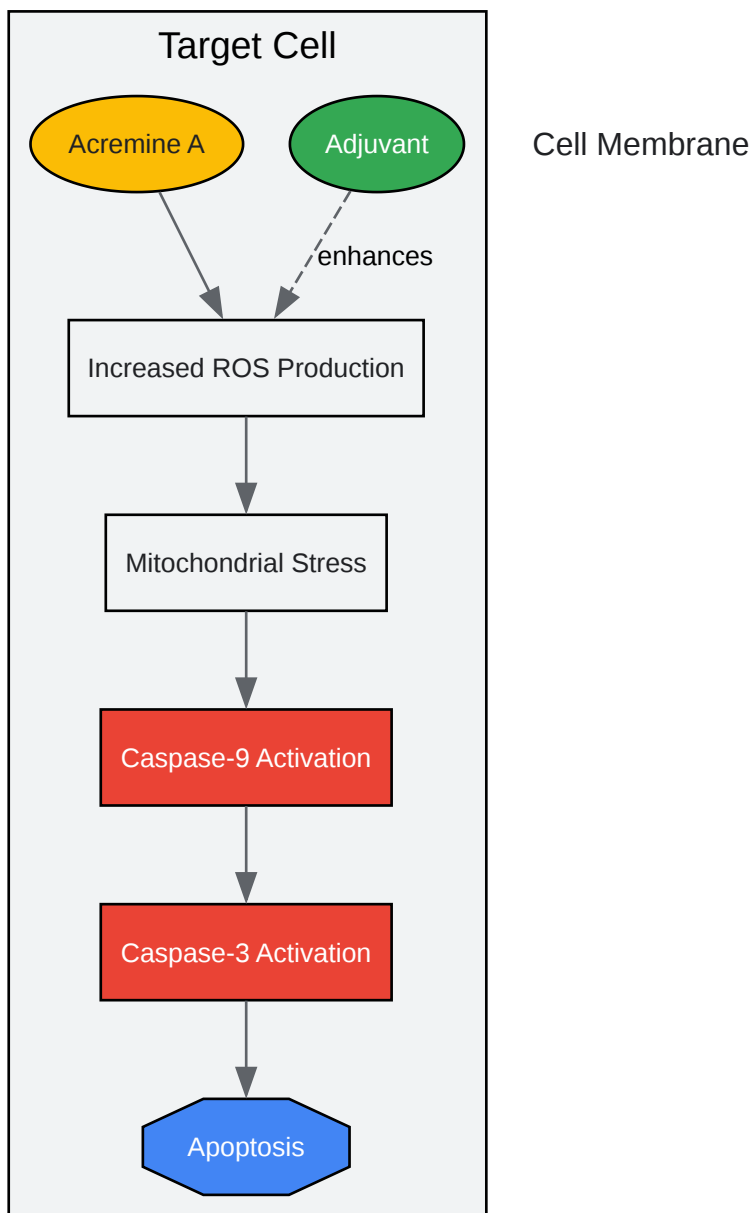 Target Cell
Acremine A
Adjuvant
Cell Membrane
enhances
Increased ROS Production
Mitochondrial Stress
Caspase-9 Activation
Caspase-3 Activation
Apoptosis